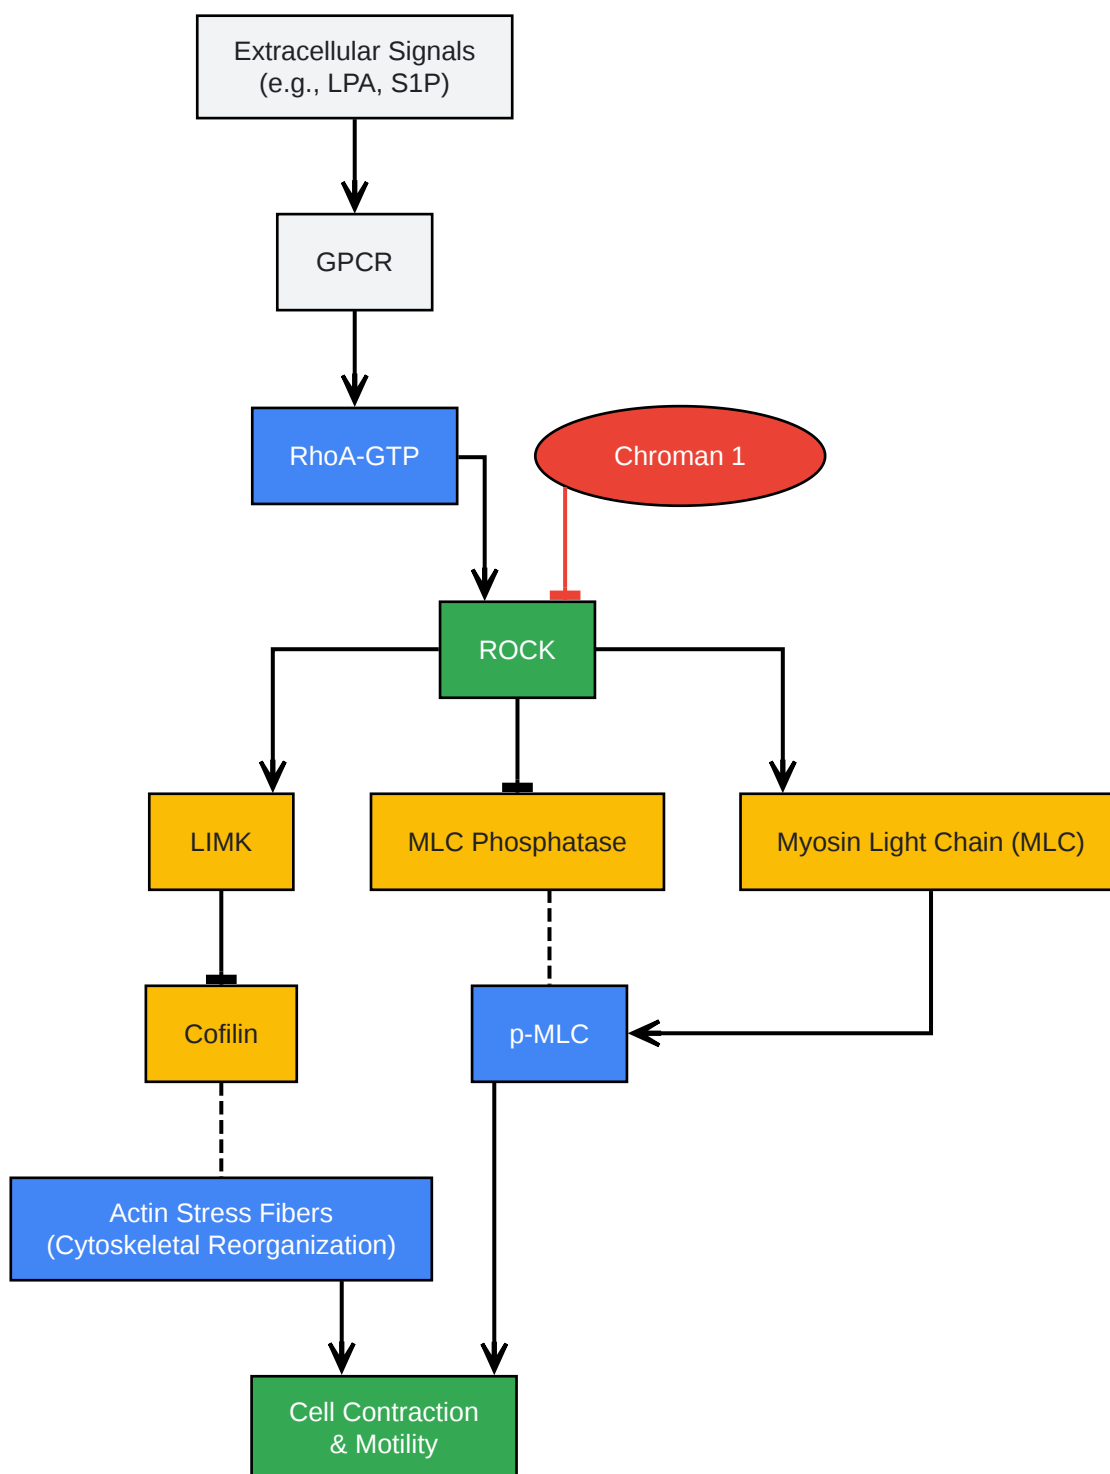 Extracellular Signals
(e.g., LPA, S1P)
GPCR
RhoA-GTP
Chroman 1
ROCK
LIMK
MLC Phosphatase
Myosin Light Chain (MLC)
Cofilin
p-MLC
Actin Stress Fibers
(Cytoskeletal Reorganization)
Cell Contraction
& Motility